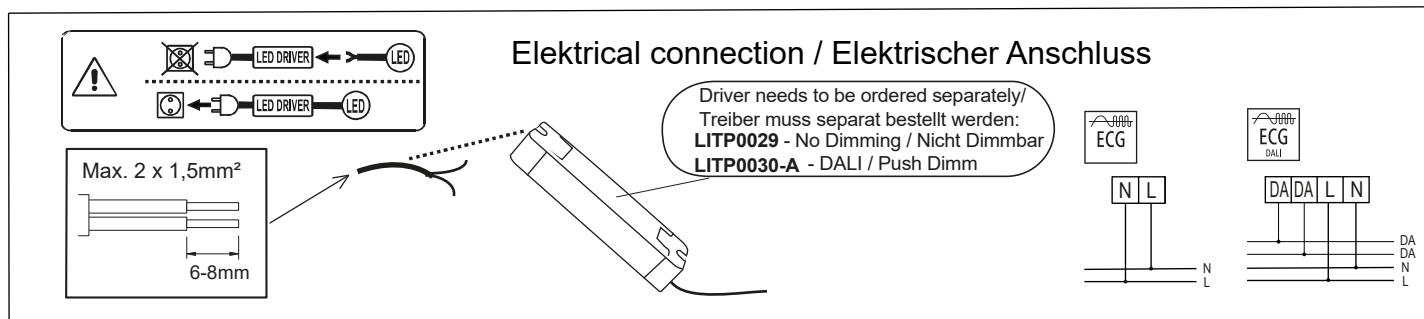 Elektrical connection / Elektrischer Anschluss
LED DRIVER LED
LED DRIVER LED
Driver needs to be ordered separately/
Treiber muss separat bestellt werden:
LITP0029 - No Dimming / Nicht Dimmbar
LITP0030-A - DALI / Push Dimm
Max. 2 x 1,5mm²
6-8mm
ECG
N L
N
L
ECG
DALI
DA DA L N
DA
DA
N
L